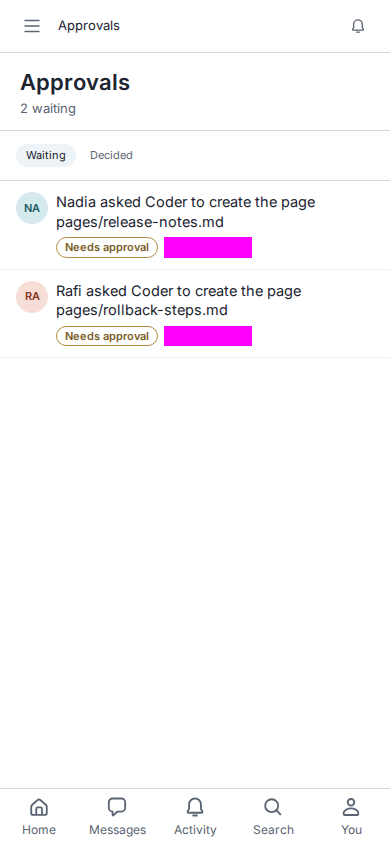 Approvals
Approvals
2 waiting
Waiting
Decided
NA
Nadia asked Coder to create the page
pages/release-notes.md
Needs approval
RA
Rafi asked Coder to create the page
pages/rollback-steps.md
Needs approval
Home
Messages
Activity
Search
You